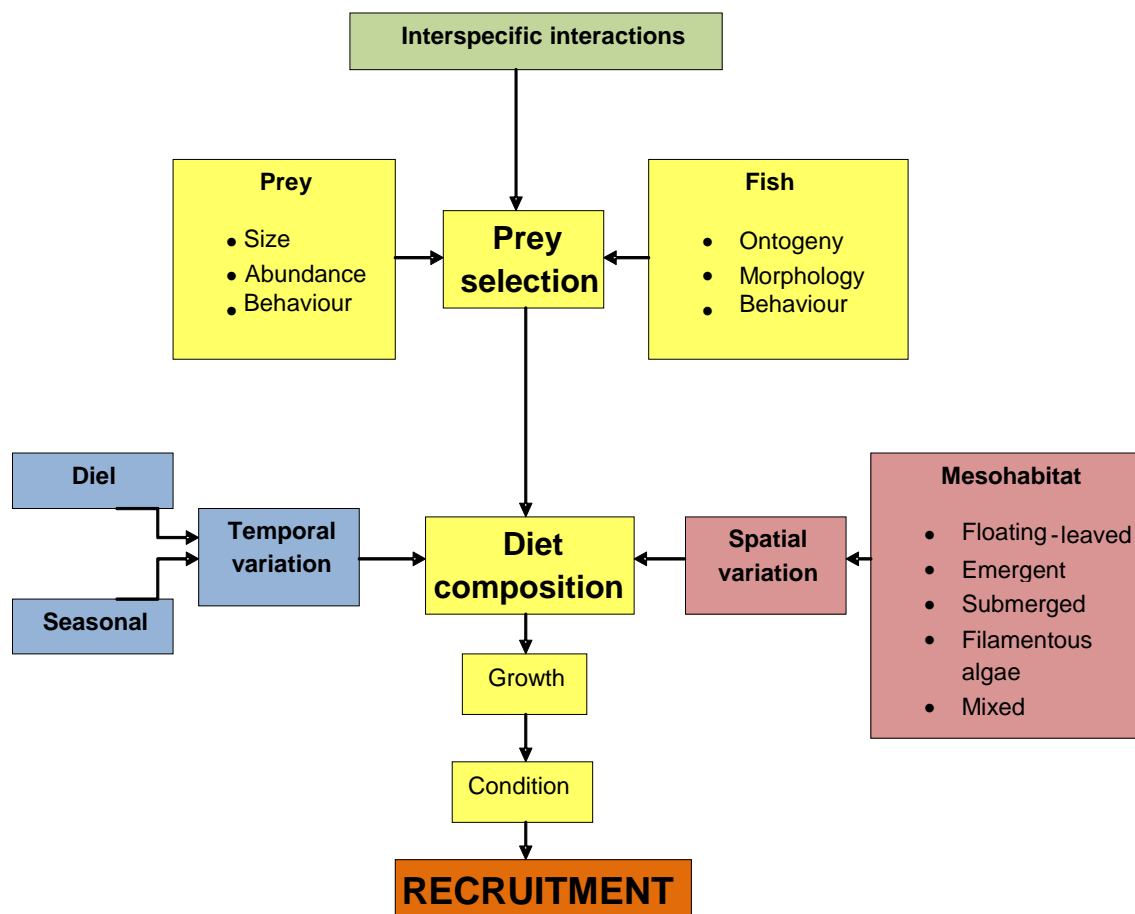 Interspecific interactions
Prey
• Size
• Abundance
• Behaviour
Prey
selection
Fish
• Ontogeny
• Morphology
• Behaviour
Diel
Temporal
variation
Seasonal
Diet
composition
Spatial
variation
Mesohabitat
• Floating-leaved
• Emergent
• Submerged
• Filamentous
algae
• Mixed
Growth
Condition
RECRUITMENT